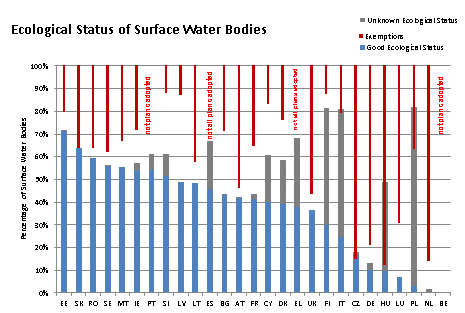 Ecological Status of Surface Water Bodies
Unknown Ecological Status
Exemptions
Good Ecological Status
Percentage of Surface Water Bodies
100%
90%
80%
70%
60%
50%
40%
30%
20%
10%
0%
not plans adopted
not all plans adopted
not all plans adopted
not plans adopted
EE SK RO SE MT IE PT SI LV LT ES BG AT FR CY DK EL UK FI IT CZ DE HU LU PL NL BE